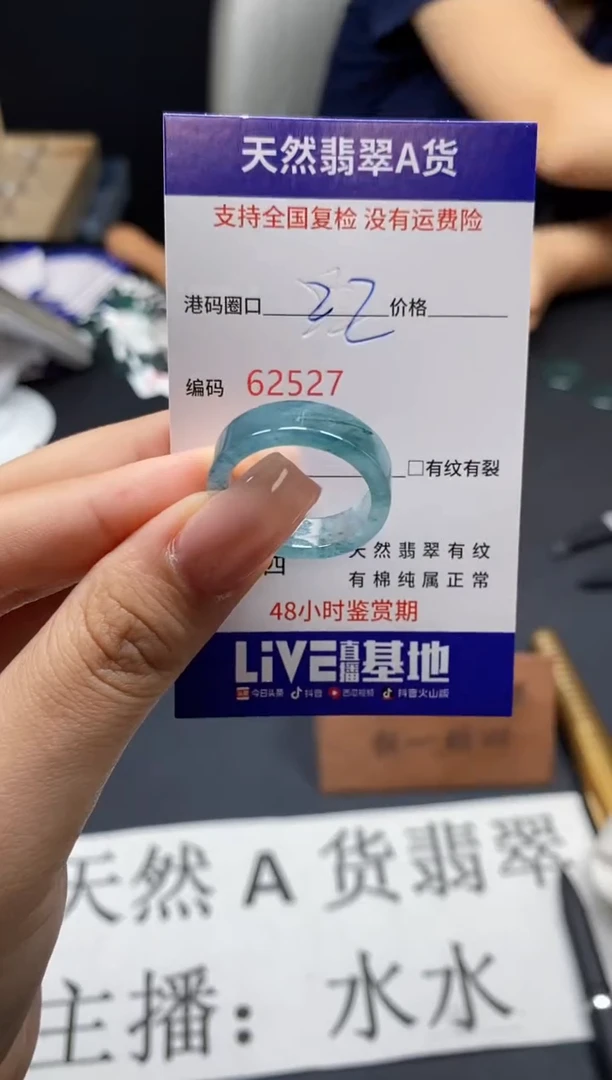 天然翡翠A货
支持全国复检 没有运费险
港码圈口 22 价格
编码 62527
□有纹有裂
四 天然翡翠有纹
有棉纯属正常
48小时鉴赏期
LiVE直播基地
今日头条 抖音 西瓜视频 抖音火山版
天然A货翡翠
主播：水水